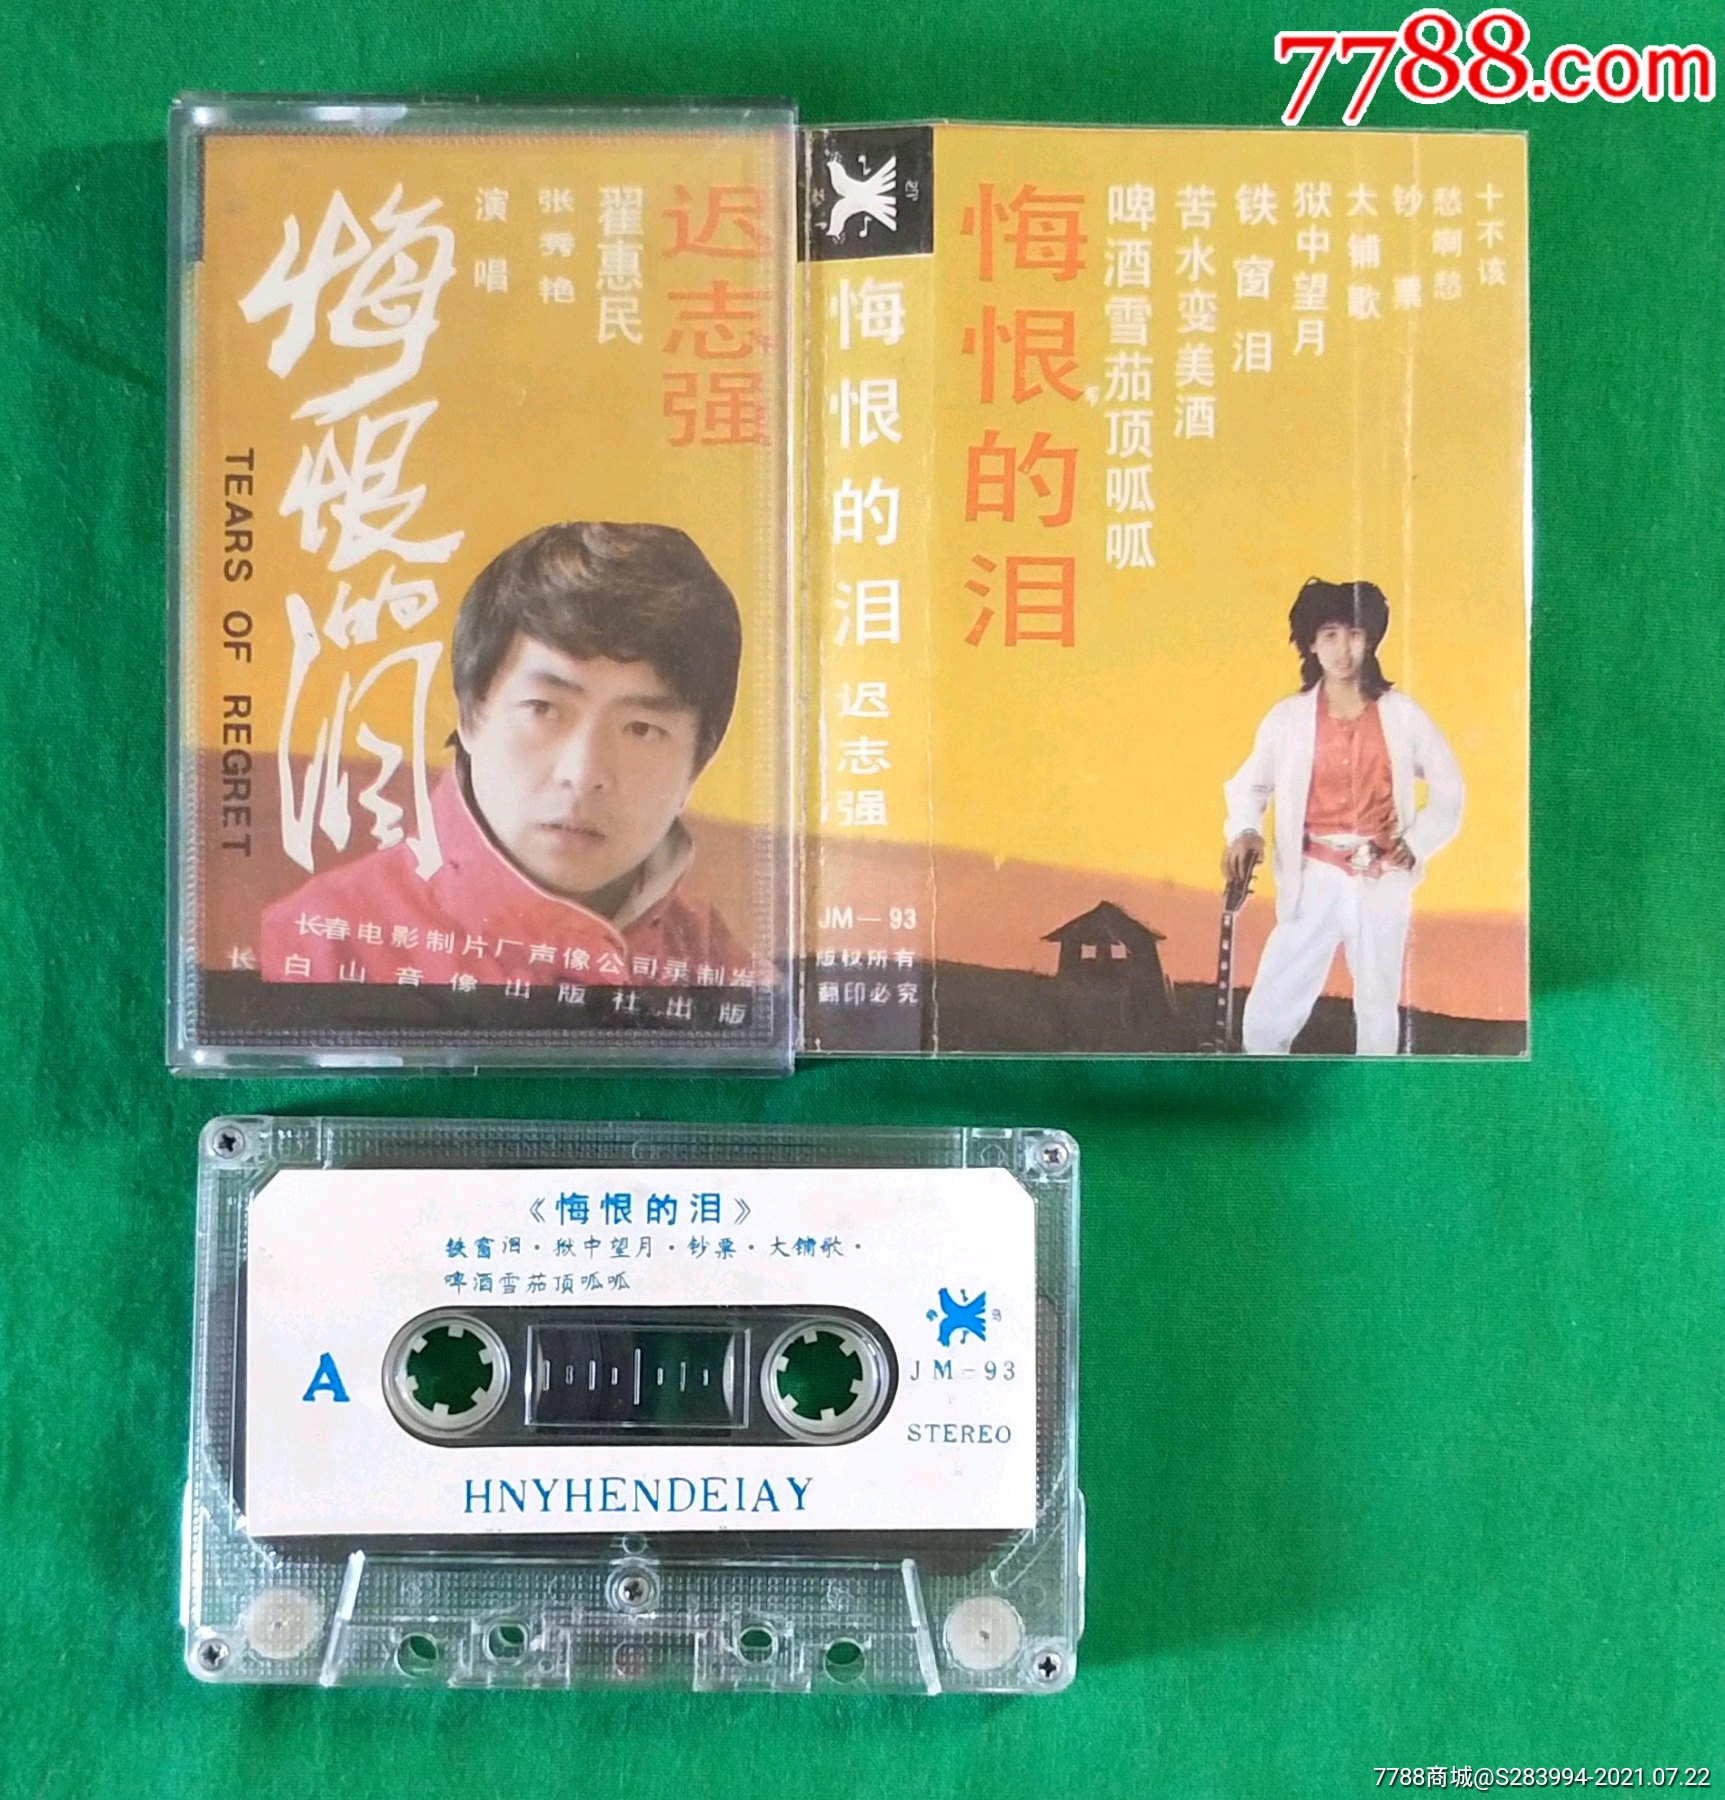 7788.com
迟志强
翟惠民
张秀艳
演唱
悔恨的泪
TEARS OF REGRET
长春电影制片厂声像公司录制发
长白山音像出版社出版
悔恨的泪 迟志强
JM—93
版权所有
翻印必究
悔恨的泪
啤酒雪茄顶呱呱
苦水变美酒
铁窗泪
狱中望月
大铺歌
钞票
愁啊愁
十不该
《悔恨的泪》
铁窗泪·狱中望月·钞票·大铺歌·
啤酒雪茄顶呱呱
A
JM-93
STEREO
HNYHENDEIAY
7788商城@S283994-2021.07.22